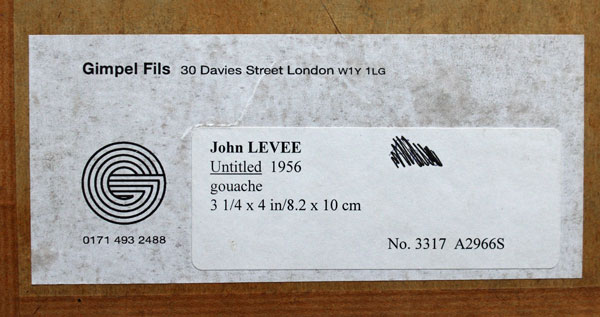 Gimpel Fils 30 Davies Street London W1Y 1LG
John LEVEE
Untitled 1956
gouache
3 1/4 x 4 in/8.2 x 10 cm
0171 493 2488
No. 3317 A2966S